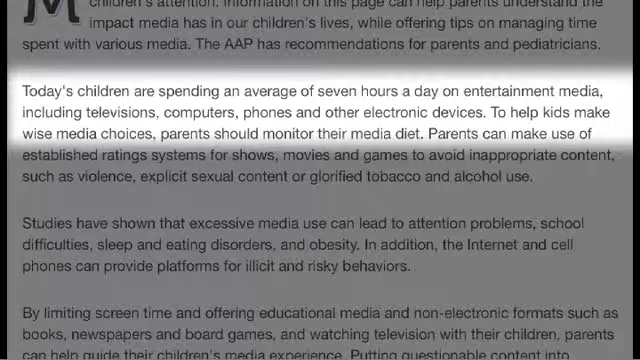 M children's attention. Information on this page can help parents understand the
impact media has in our children's lives, while offering tips on managing time
spent with various media. The AAP has recommendations for parents and pediatricians.
Today's children are spending an average of seven hours a day on entertainment media,
including televisions, computers, phones and other electronic devices. To help kids make
wise media choices, parents should monitor their media diet. Parents can make use of
established ratings systems for shows, movies and games to avoid inappropriate content,
such as violence, explicit sexual content or glorified tobacco and alcohol use.
Studies have shown that excessive media use can lead to attention problems, school
difficulties, sleep and eating disorders, and obesity. In addition, the Internet and cell
phones can provide platforms for illicit and risky behaviors.
By limiting screen time and offering educational media and non-electronic formats such as
books, newspapers and board games, and watching television with their children, parents
can help guide their children's media experience. Putting questionable content into